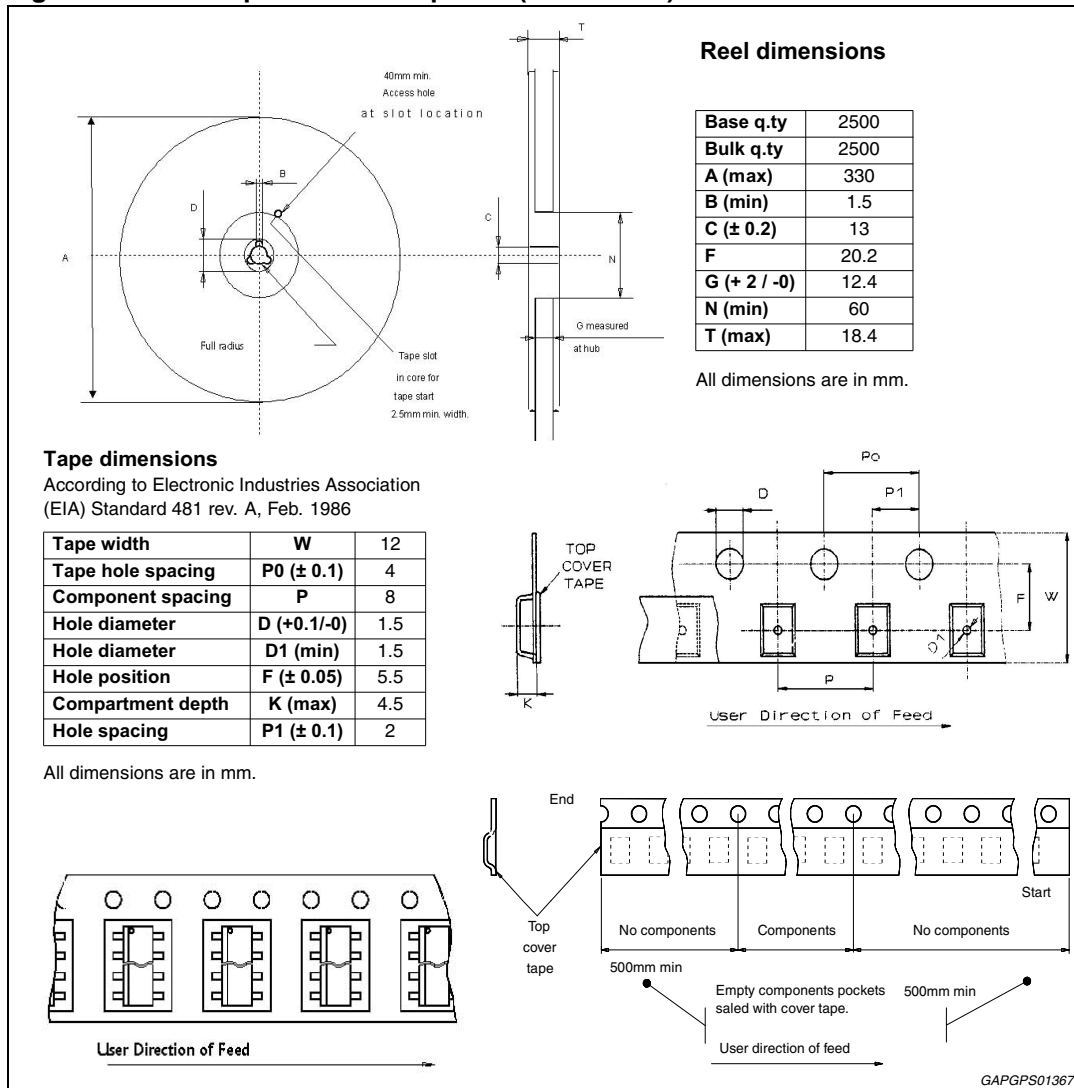 T
Reel dimensions
40mm min.
Access hole
at slot location
B
D
C
A
N
G measured
at hub
Full radius
Tape slot
in core for
tape start
2.5mm min. width.
Base q.ty 2500
Bulk q.ty 2500
A (max) 330
B (min) 1.5
C (± 0.2) 13
F 20.2
G (+ 2 / -0) 12.4
N (min) 60
T (max) 18.4
All dimensions are in mm.
Tape dimensions
According to Electronic Industries Association
(EIA) Standard 481 rev. A, Feb. 1986
Tape width W 12
Tape hole spacing P0 (± 0.1) 4
Component spacing P 8
Hole diameter D (+0.1/-0) 1.5
Hole diameter D1 (min) 1.5
Hole position F (± 0.05) 5.5
Compartment depth K (max) 4.5
Hole spacing P1 (± 0.1) 2
All dimensions are in mm.
Po
D
P1
TOP
COVER
TAPE
F
W
D1
K
P
User Direction of Feed
End
Start
Top
cover
tape
No components
Components
No components
500mm min
Empty components pockets
saled with cover tape.
500mm min
User direction of feed
User Direction of Feed
GAPGPS01367